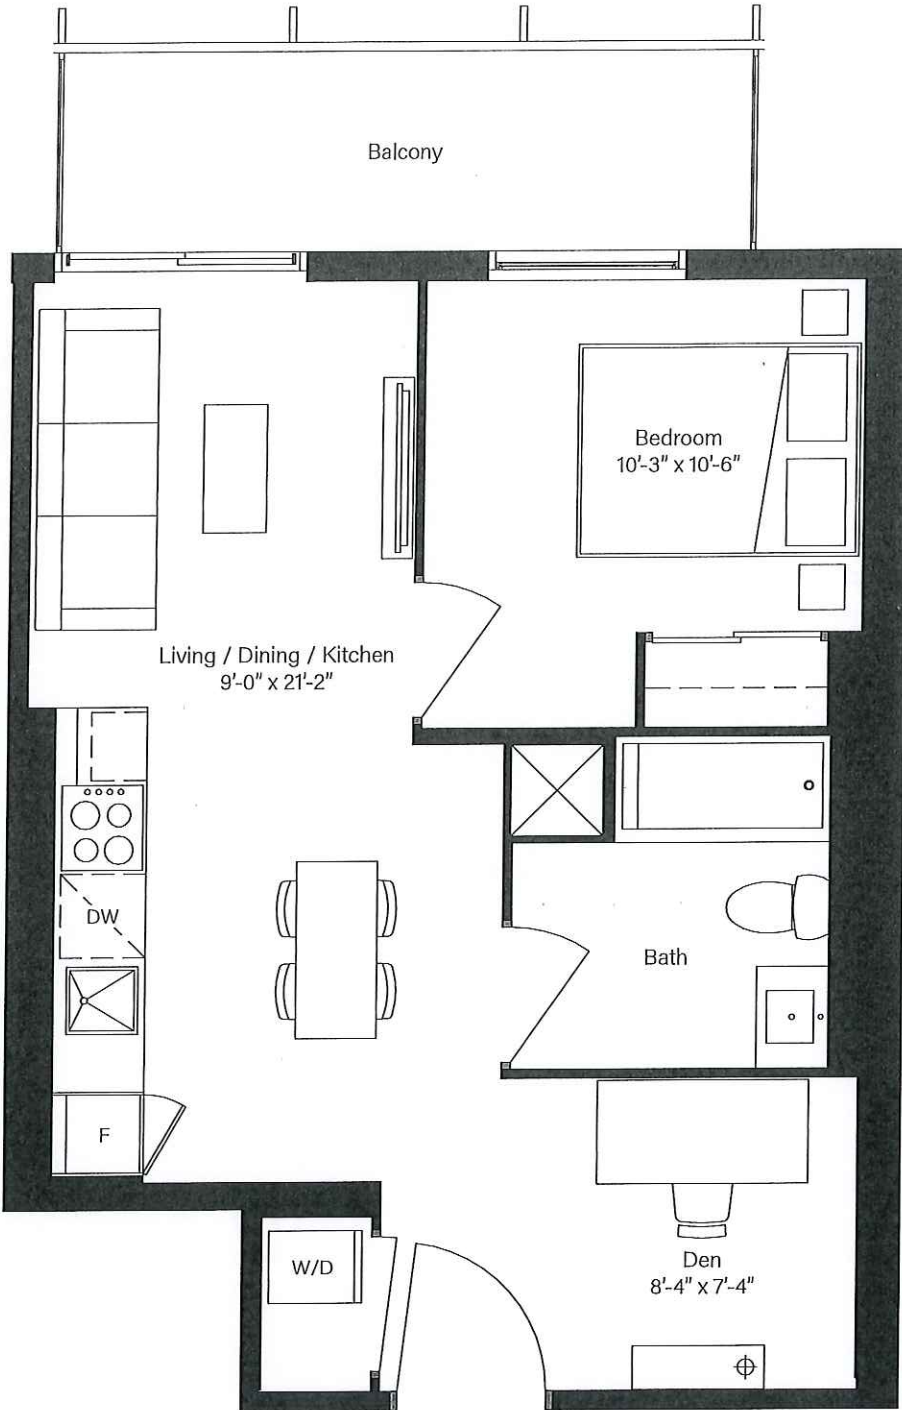 Balcony
Bedroom
10'-3" x 10'-6"
Living / Dining / Kitchen
9'-0" x 21'-2"
DW
Bath
F
W/D
Den
8'-4" x 7'-4"